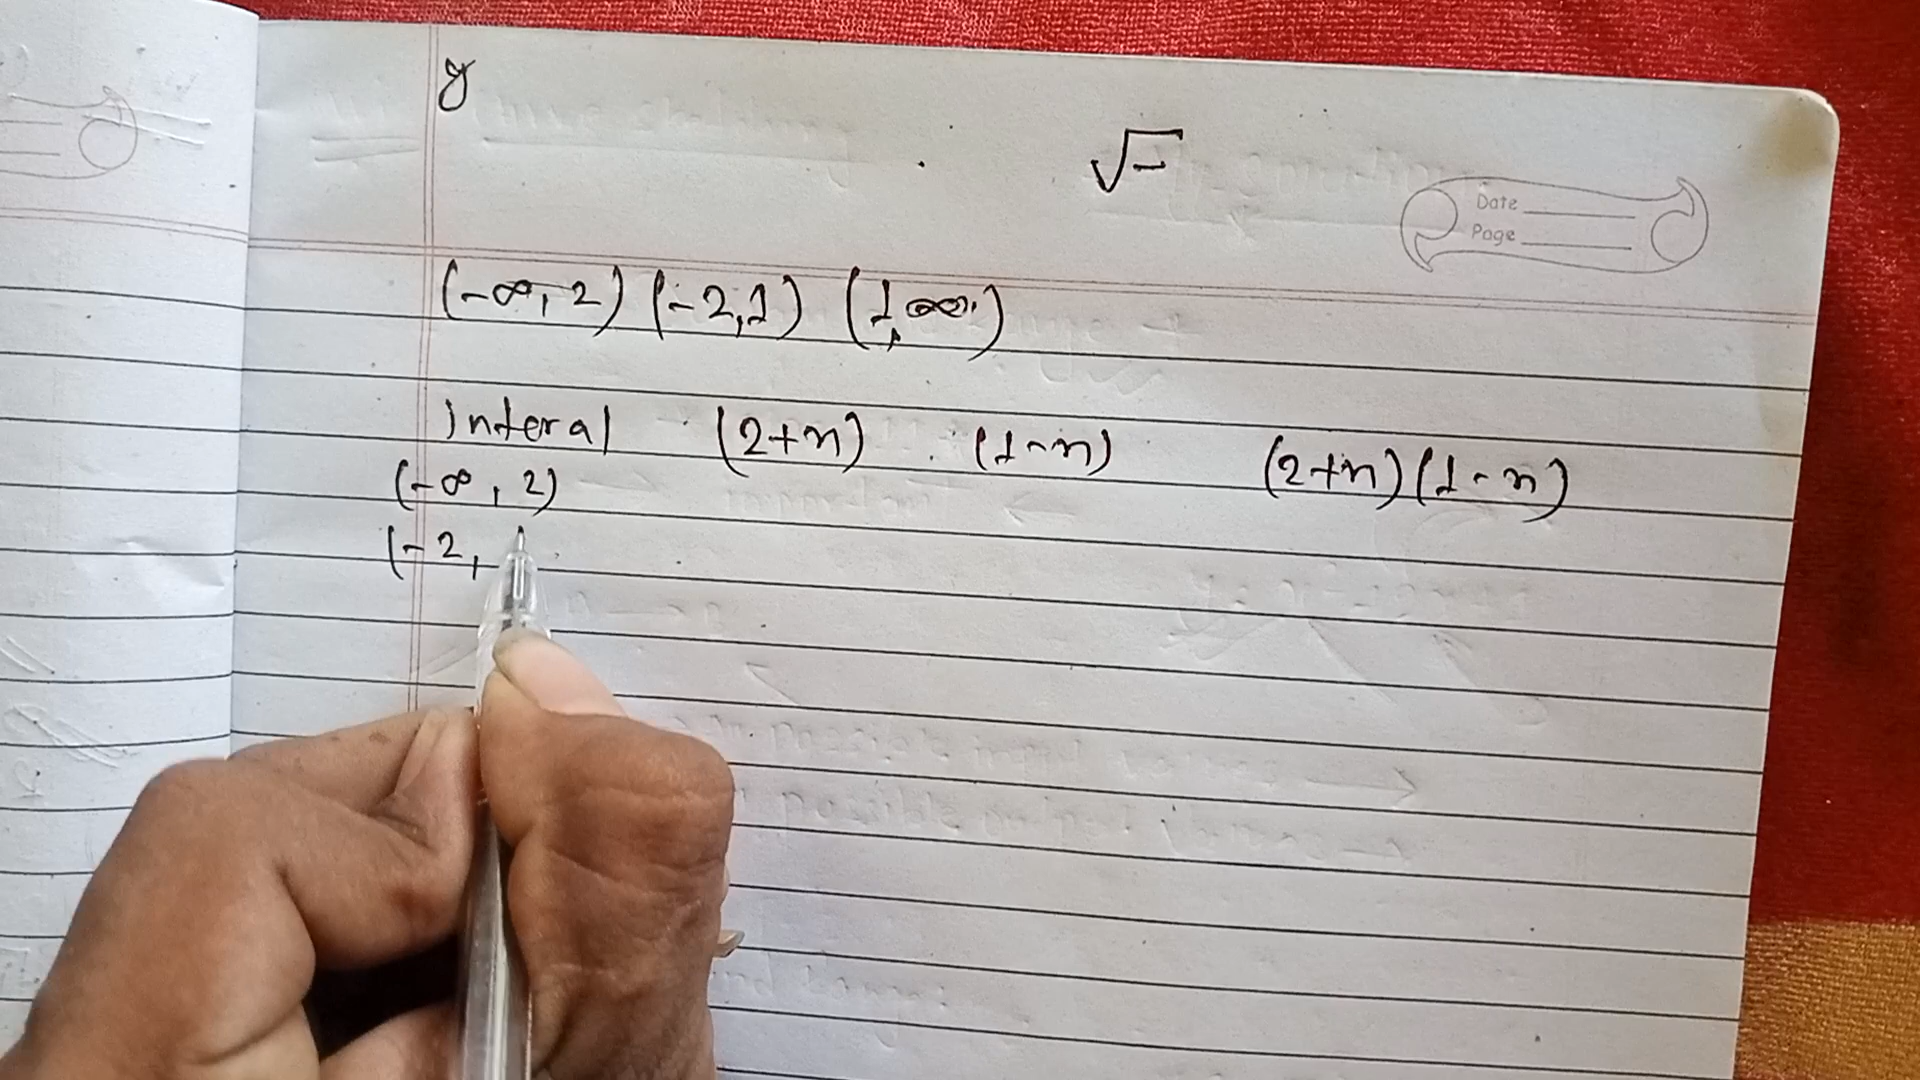 y
√-
Date
Page
(-∞, 2) (-2,1) (1,∞)
interal (2+n) (1-n) (2+n)(1-n)
(-∞, 2)
(-2,